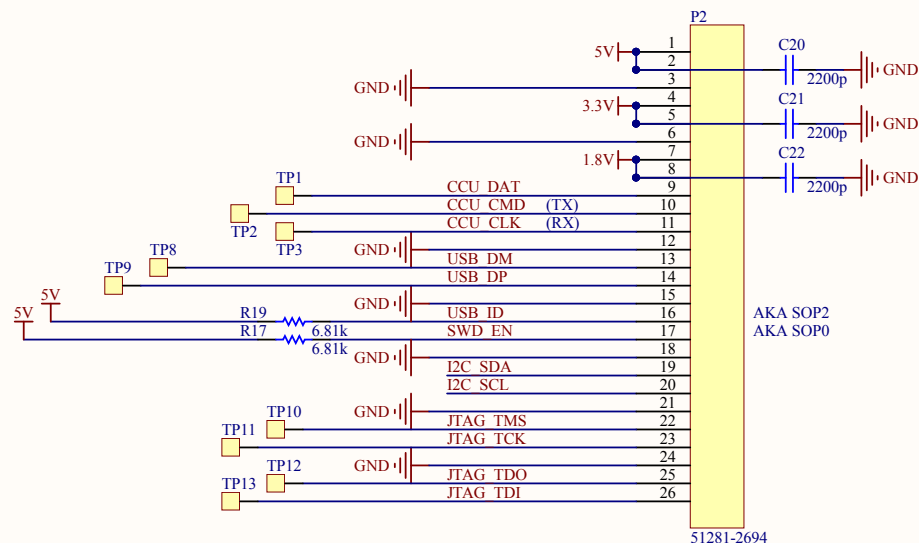 P2
1
5V
C20
2
GND
2200p
GND
3
4
3.3V
C21
5
GND
2200p
GND
6
7
1.8V
C22
8
GND
2200p
TP1
CCU_DAT
9
CCU_CMD (TX)
10
TP2
CCU_CLK (RX)
11
TP3
GND
12
TP8
USB_DM
13
TP9
USB_DP
14
5V
GND
15
5V
R19
USB_ID
16
AKA SOP2
6.81k
R17
SWD_EN
17
AKA SOP0
6.81k
GND
18
I2C_SDA
19
I2C_SCL
20
GND
21
TP10
JTAG_TMS
22
TP11
JTAG_TCK
23
GND
24
TP12
JTAG_TDO
25
TP13
JTAG_TDI
26
51281-2694